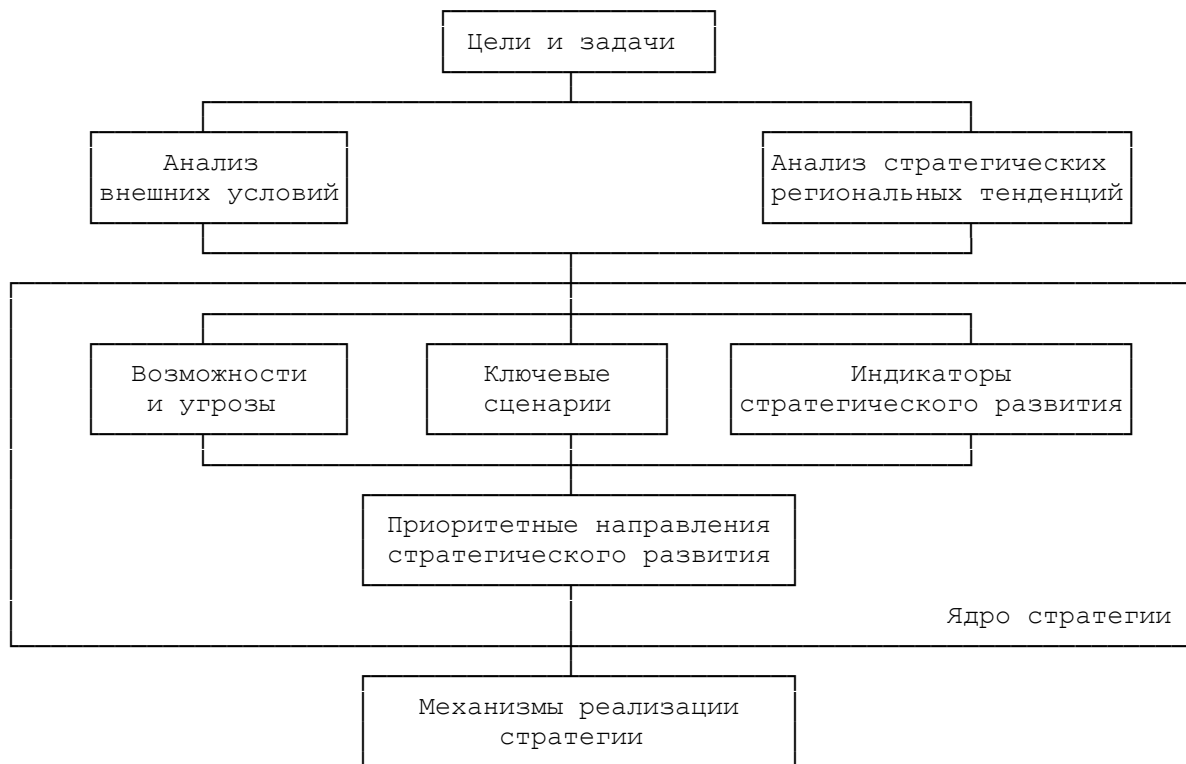 Цели и задачи
Анализ
внешних условий
Анализ стратегических
региональных тенденций
Возможности
и угрозы
Ключевые
сценарии
Индикаторы
стратегического развития
Приоритетные направления
стратегического развития
Ядро стратегии
Механизмы реализации
стратегии